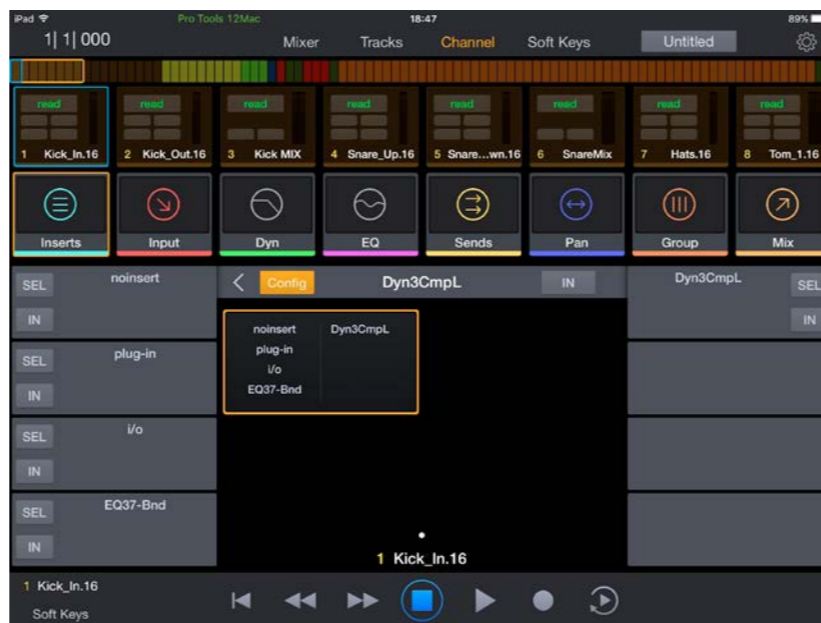 iPad Pro Tools 12Mac 18:47 89%
1| 1| 000 Mixer Tracks Channel Soft Keys Untitled
read read read read read read read read
1 Kick_In.16 2 Kick_Out.16 3 Kick MIX 4 Snare_Up.16 5 Snare...wn.16 6 SnareMix 7 Hats.16 8 Tom_1.16
Inserts Input Dyn EQ Sends Pan Group Mix
SEL noinsert Config Dyn3CmpL IN Dyn3CmpL SEL
IN IN
noinsert Dyn3CmpL
SEL plug-in plug-in
i/o
IN EQ37-Bnd
SEL i/o
IN
SEL EQ37-Bnd
IN
1 Kick_In.16
1 Kick_In.16
Soft Keys